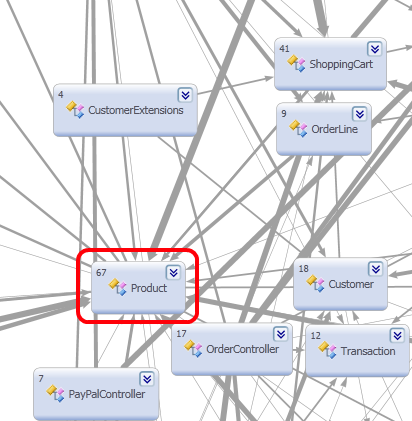 41
ShoppingCart
4
CustomerExtensions
9
OrderLine
67
Product
18
Customer
17
OrderController
12
Transaction
7
PayPalController